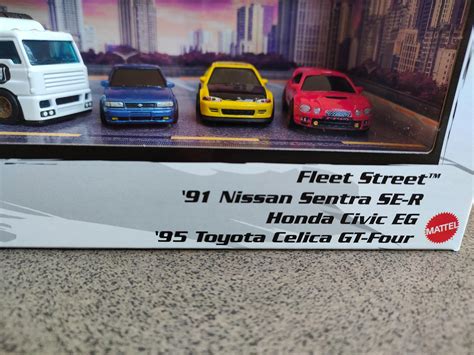 Fleet Street™
'91 Nissan Sentra SE-R
Honda Civic EG
'95 Toyota Celica GT-Four
MATTEL